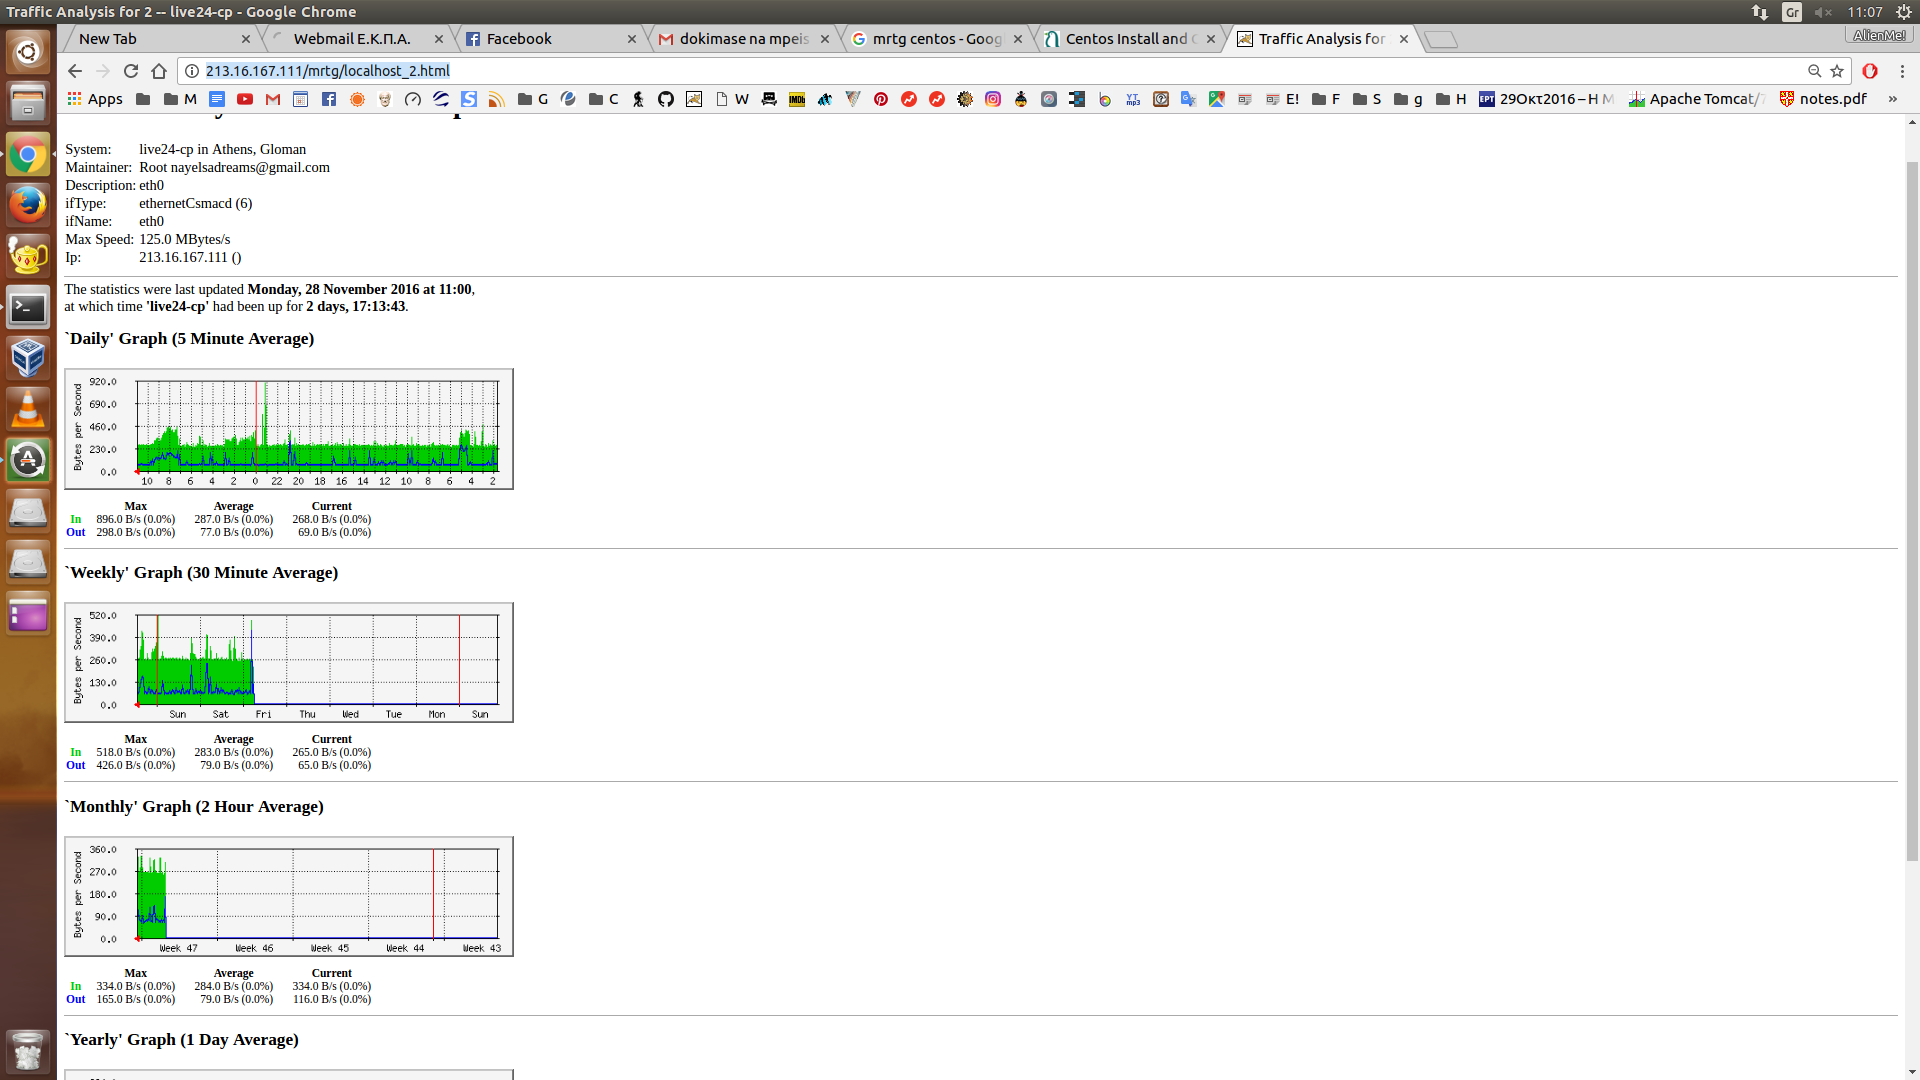 Traffic Analysis for 2 -- live24-cp - Google Chrome
Gr
11:07
New Tab
Webmail Ε.Κ.Π.Α.
Facebook
dokimase na mpeis
mrtg centos - Goog
Centos Install and C
Traffic Analysis for
AlienMe!
213.16.167.111/mrtg/localhost_2.html
Apps
M
G
C
W
IMDb
YT mp3
E!
F
S
g
H
ΕΡΤ
29Οκτ2016 – Η Μ
Apache Tomcat/7
notes.pdf
»
System: live24-cp in Athens, Gloman
Maintainer: Root nayelsadreams@gmail.com
Description: eth0
ifType: ethernetCsmacd (6)
ifName: eth0
Max Speed: 125.0 MBytes/s
Ip: 213.16.167.111 ()
The statistics were last updated Monday, 28 November 2016 at 11:00,
at which time 'live24-cp' had been up for 2 days, 17:13:43.
`Daily' Graph (5 Minute Average)
Bytes per Second
920.0
690.0
460.0
230.0
0.0
10 8 6 4 2 0 22 20 18 16 14 12 10 8 6 4 2
Max Average Current
In 896.0 B/s (0.0%) 287.0 B/s (0.0%) 268.0 B/s (0.0%)
Out 298.0 B/s (0.0%) 77.0 B/s (0.0%) 69.0 B/s (0.0%)
`Weekly' Graph (30 Minute Average)
Bytes per Second
520.0
390.0
260.0
130.0
0.0
Sun Sat Fri Thu Wed Tue Mon Sun
Max Average Current
In 518.0 B/s (0.0%) 283.0 B/s (0.0%) 265.0 B/s (0.0%)
Out 426.0 B/s (0.0%) 79.0 B/s (0.0%) 65.0 B/s (0.0%)
`Monthly' Graph (2 Hour Average)
Bytes per Second
360.0
270.0
180.0
90.0
0.0
Week 47 Week 46 Week 45 Week 44 Week 43
Max Average Current
In 334.0 B/s (0.0%) 284.0 B/s (0.0%) 334.0 B/s (0.0%)
Out 165.0 B/s (0.0%) 79.0 B/s (0.0%) 116.0 B/s (0.0%)
`Yearly' Graph (1 Day Average)